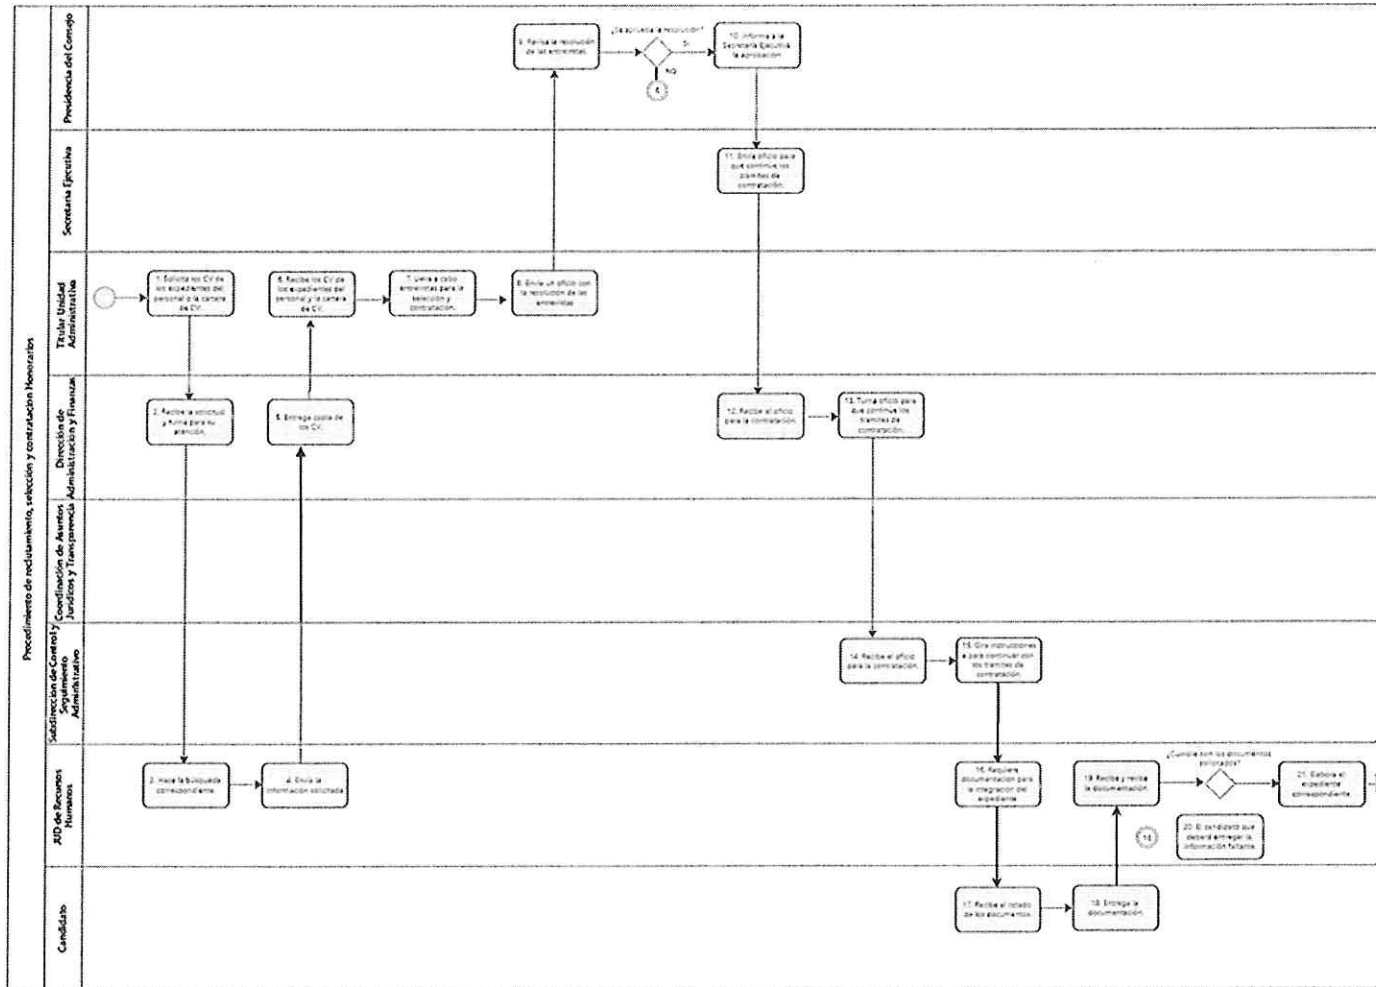 Procedimiento de reclutamiento, selección y contratación Honorarios
Presidencia del Consejo
9. Revisa la resolución
de las entrevistas.
¿Se aprueba la resolución?
SI
NO
10. Informa a la
Secretaría Ejecutiva
la aprobación.
Secretaría Ejecutiva
11. Envía oficio para
que continúe los
trámites de
contratación.
Titular Unidad
Administrativa
1. Solicita los CV de
los expedientes del
personal o la cartera
de CV.
6. Recibe los CV de
los expedientes del
personal y la cartera
de CV.
7. Lleva a cabo
entrevistas para la
selección y
contratación.
8. Envía un oficio con
la resolución de las
entrevistas
Dirección de
Administración y Finanzas
2. Recibe la solicitud
y turna para su
atención.
5. Entrega copia de
los CV.
12. Recibe el oficio
para la contratación.
13. Turna oficio para
que continúe los
trámites de
contratación.
Coordinación de Asuntos
Jurídicos y Transparencia
Subdirección de Control y
Seguimiento
Administrativo
14. Recibe el oficio
para la contratación.
15. Gira instrucciones
a para continuar con
los trámites de
contratación.
JUD de Recursos
Humanos
3. Hace la búsqueda
correspondiente.
4. Envía la
información solicitada
16. Requiere
documentación para
la integración del
expediente
19. Recibe y revisa
la documentación.
¿Cumple con los documentos
solicitados?
21. Elabora el
expediente
correspondiente.
20. El candidato que
deberá entregar la
información faltante.
Candidato
17. Recibe el listado
de los documentos.
18. Entrega la
documentación.